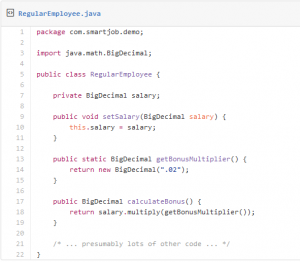 RegularEmployee.java
1 package com.smartjob.demo;
2
3 import java.math.BigDecimal;
4
5 public class RegularEmployee {
6
7 private BigDecimal salary;
8
9 public void setSalary(BigDecimal salary) {
10 this.salary = salary;
11 }
12
13 public static BigDecimal getBonusMultiplier() {
14 return new BigDecimal(".02");
15 }
16
17 public BigDecimal calculateBonus() {
18 return salary.multiply(getBonusMultiplier());
19 }
20
21 /* ... presumably lots of other code ... */
22 }